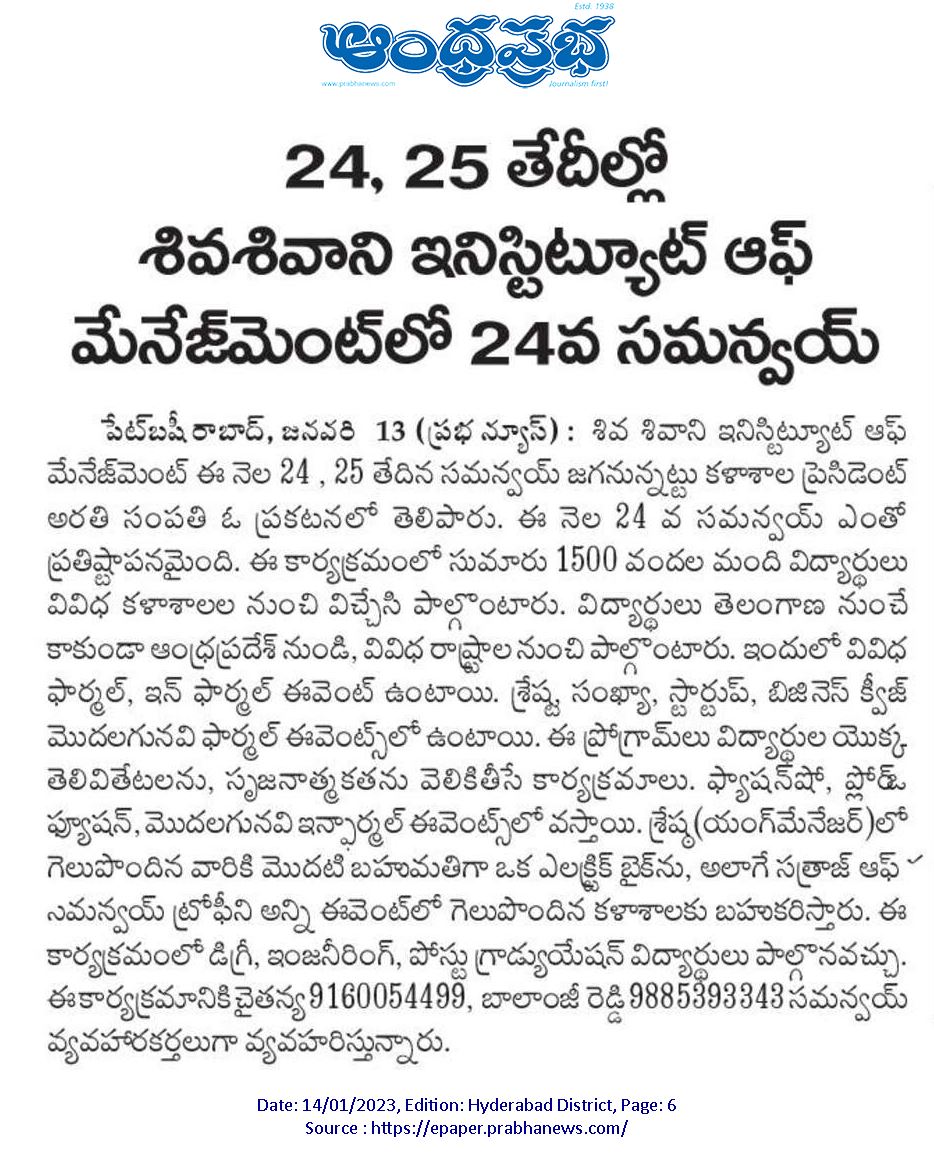 Estd. 1938
ఆంధ్రప్రభ
www.prabhanews.com
Journalism first!
24, 25 తేదీల్లో
శివశివాని ఇనిస్టిట్యూట్ ఆఫ్
మేనేజ్‌మెంట్‌లో 24వ సమన్వయ్
పేట్‌బషీరాబాద్, జనవరి 13 (ప్రభ న్యూస్) : శివ శివాని ఇనిస్టిట్యూట్ ఆఫ్
మేనేజ్‌మెంట్ ఈ నెల 24 , 25 తేదిన సమన్వయ్ జగనున్నట్టు కళాశాల ప్రెసిడెంట్
అరతి సంపతి ఓ ప్రకటనలో తెలిపారు. ఈ నెల 24 వ సమన్వయ్ ఎంతో
ప్రతిష్టాపనమైంది. ఈ కార్యక్రమంలో సుమారు 1500 వందల మంది విద్యార్థులు
వివిధ కళాశాలల నుంచి విచ్చేసి పాల్గొంటారు. విద్యార్థులు తెలంగాణ నుంచే
కాకుండా ఆంధ్రప్రదేశ్ నుండి, వివిధ రాష్ట్రాల నుంచి పాల్గొంటారు. ఇందులో వివిధ
ఫార్మల్, ఇన్ ఫార్మల్ ఈవెంట్ ఉంటాయి. శ్రేష్ట, సంఖ్యా, స్టార్టుప్, బిజినెస్ క్వీజ్
మొదలగునవి ఫార్మల్ ఈవెంట్స్‌లో ఉంటాయి. ఈ ప్రోగ్రామ్‌లు విద్యార్థుల యొక్క
తెలివితేటలను, సృజనాత్మకతను వెలికితీసే కార్యక్రమాలు. ఫ్యాషన్‌షో,
ఫ్యూషన్, మొదలగునవి ఇన్ఫార్మల్ ఈవెంట్స్‌లో వస్తాయి. శ్రేష్ఠ(యంగ్‌మేనేజర్)లో
గెలుపొందిన వారికి మొదటి బహుమతిగా ఒక ఎలక్ట్రిక్ బైక్‌ను, అలాగే సత్రాజ్ ఆఫ్
సమన్వయ్ ట్రోఫీని అన్ని ఈవెంట్‌లో గెలుపొందిన కళాశాలకు బహుకరిస్తారు. ఈ
కార్యక్రమంలో డిగ్రీ, ఇంజనీరింగ్, పోస్టు గ్రాడ్యుయేషన్ విద్యార్థులు పాల్గొనవచ్చు.
ఈ కార్యక్రమానికి చైతన్య 9160054499, బాలాంజీ రెడ్డి 9885393343 సమన్వయ్
వ్యవహారకర్తలుగా వ్యవహరిస్తున్నారు.
Date: 14/01/2023, Edition: Hyderabad District, Page: 6
Source : https://epaper.prabhanews.com/